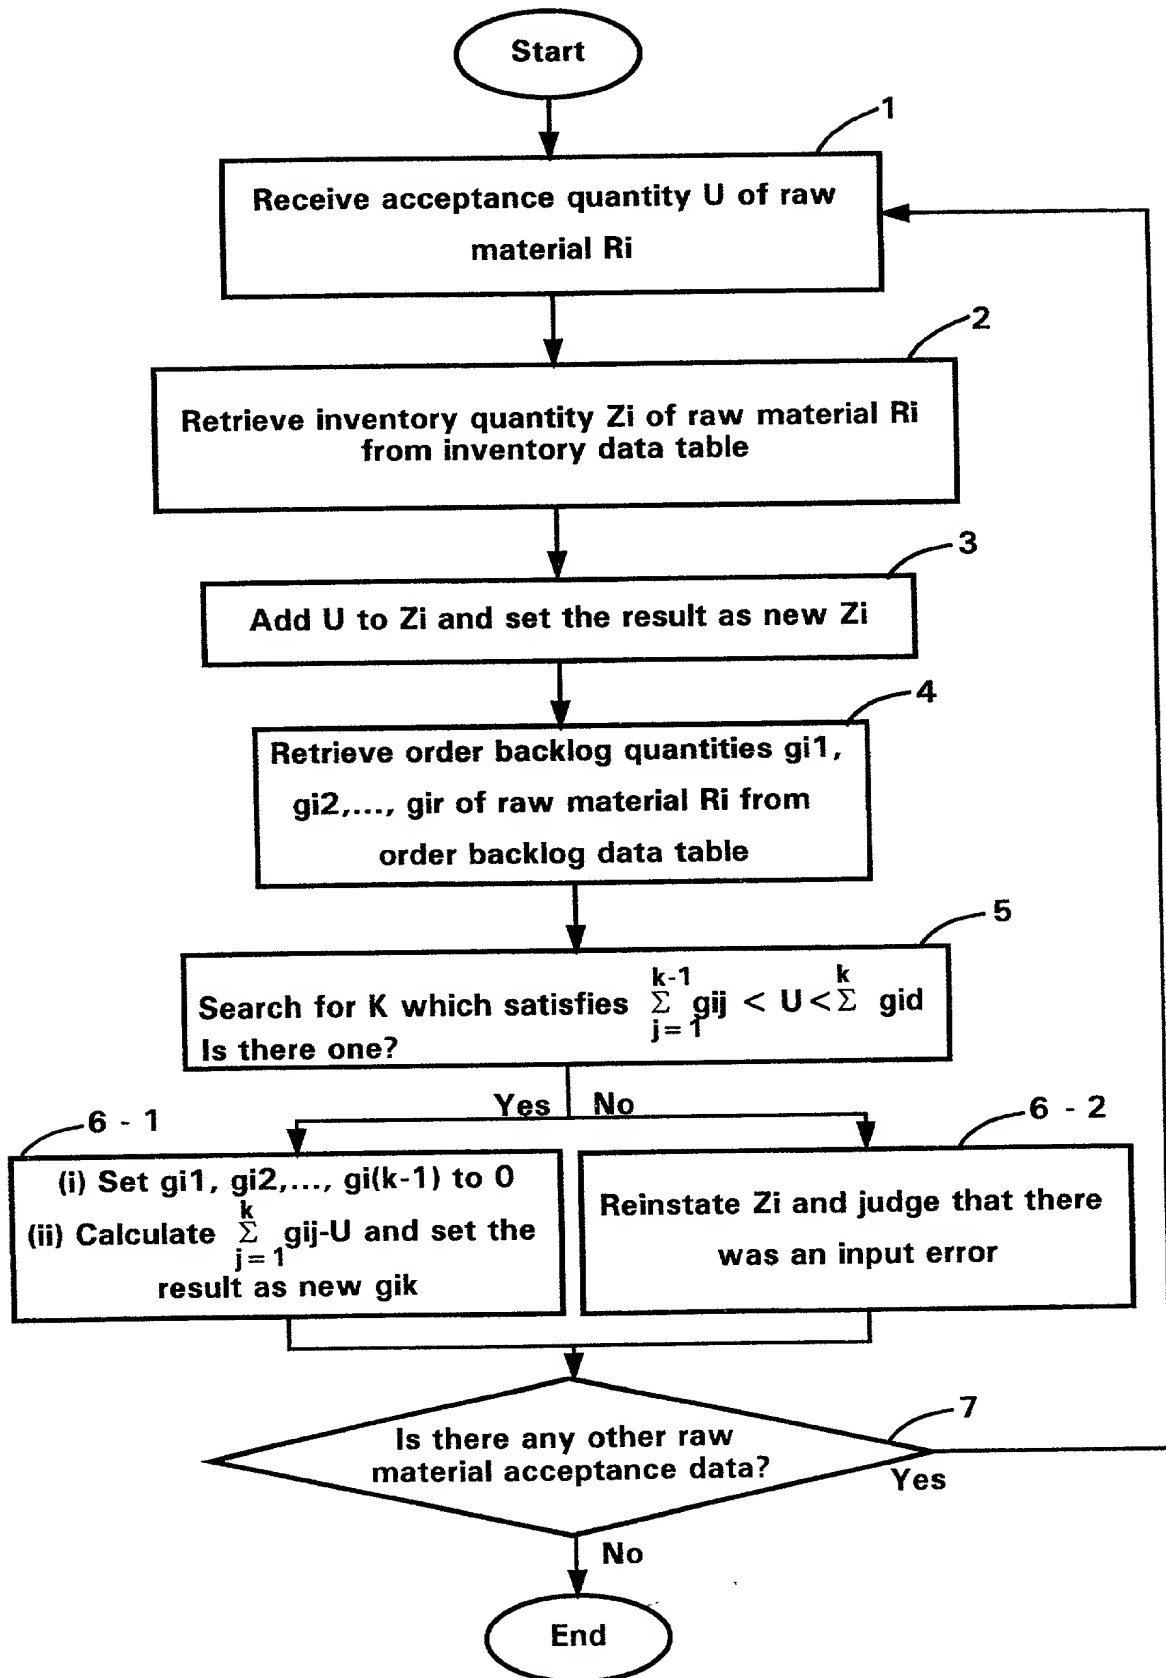 Start
1
Receive acceptance quantity U of raw
material Ri
2
Retrieve inventory quantity Zi of raw material Ri
from inventory data table
3
Add U to Zi and set the result as new Zi
4
Retrieve order backlog quantities gi1,
gi2,..., gir of raw material Ri from
order backlog data table
5
k-1 k
Search for K which satisfies Σ gij < U < Σ gid
j=1
Is there one?
Yes No
6 - 1
(i) Set gi1, gi2,..., gi(k-1) to 0
k
(ii) Calculate Σ gij-U and set the
j=1
result as new gik
6 - 2
Reinstate Zi and judge that there
was an input error
7
Is there any other raw
material acceptance data?
Yes
No
End